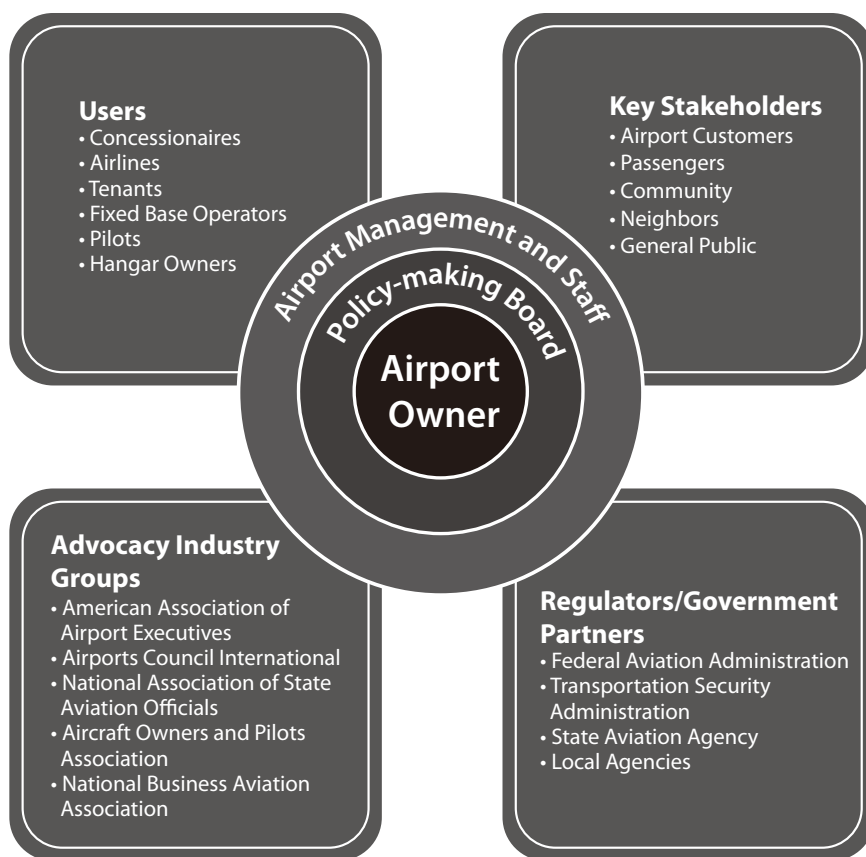 Users
• Concessionaires
• Airlines
• Tenants
• Fixed Base Operators
• Pilots
• Hangar Owners
Key Stakeholders
• Airport Customers
• Passengers
• Community
• Neighbors
• General Public
Airport Management and Staff
Policy-making Board
Airport
Owner
Advocacy Industry
Groups
• American Association of
Airport Executives
• Airports Council International
• National Association of State
Aviation Officials
• Aircraft Owners and Pilots
Association
• National Business Aviation
Association
Regulators/Government
Partners
• Federal Aviation Administration
• Transportation Security
Administration
• State Aviation Agency
• Local Agencies